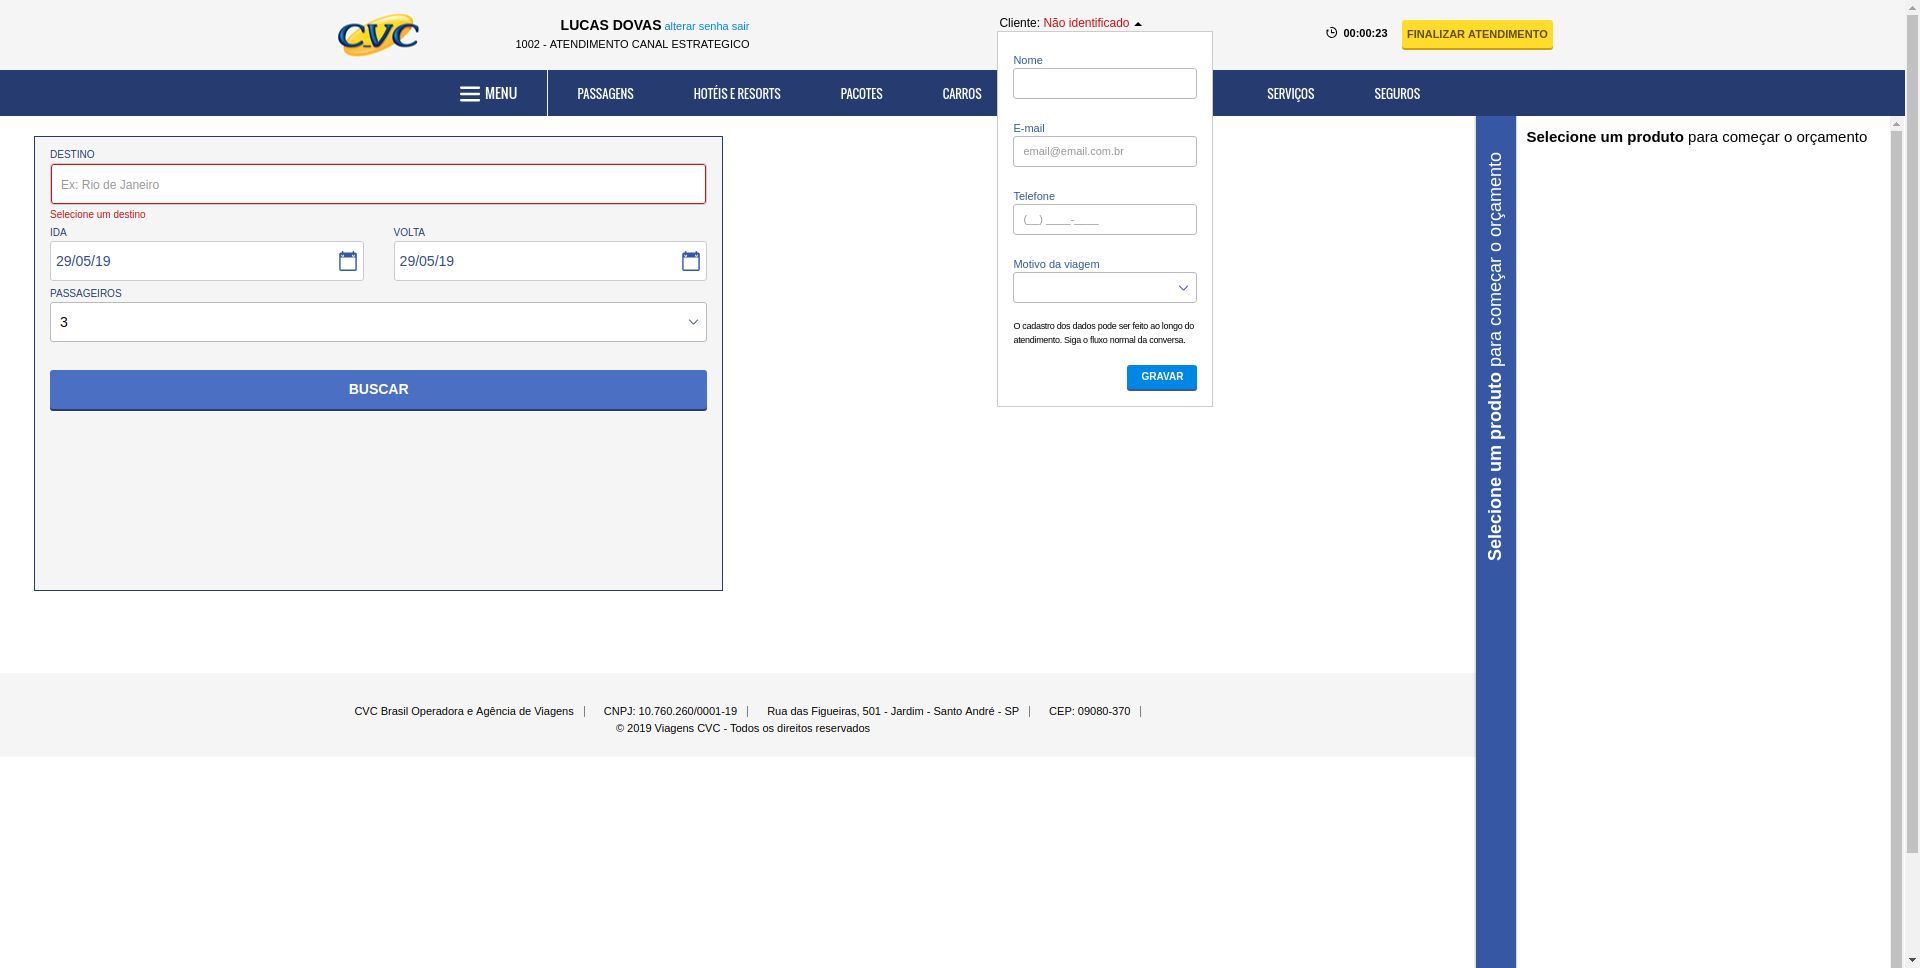 CVC
LUCAS DOVAS alterar senha sair
1002 - ATENDIMENTO CANAL ESTRATEGICO
Cliente: Não identificado
00:00:23
FINALIZAR ATENDIMENTO
MENU
PASSAGENS
HOTÉIS E RESORTS
PACOTES
CARROS
SERVIÇOS
SEGUROS
Nome
E-mail
email@email.com.br
Telefone
(__) ____-____
Motivo da viagem
O cadastro dos dados pode ser feito ao longo do
atendimento. Siga o fluxo normal da conversa.
GRAVAR
DESTINO
Ex: Rio de Janeiro
Selecione um destino
IDA
VOLTA
29/05/19
29/05/19
PASSAGEIROS
3
BUSCAR
Selecione um produto para começar o orçamento
Selecione um produto para começar o orçamento
CVC Brasil Operadora e Agência de Viagens | CNPJ: 10.760.260/0001-19 | Rua das Figueiras, 501 - Jardim - Santo André - SP | CEP: 09080-370 |
© 2019 Viagens CVC - Todos os direitos reservados